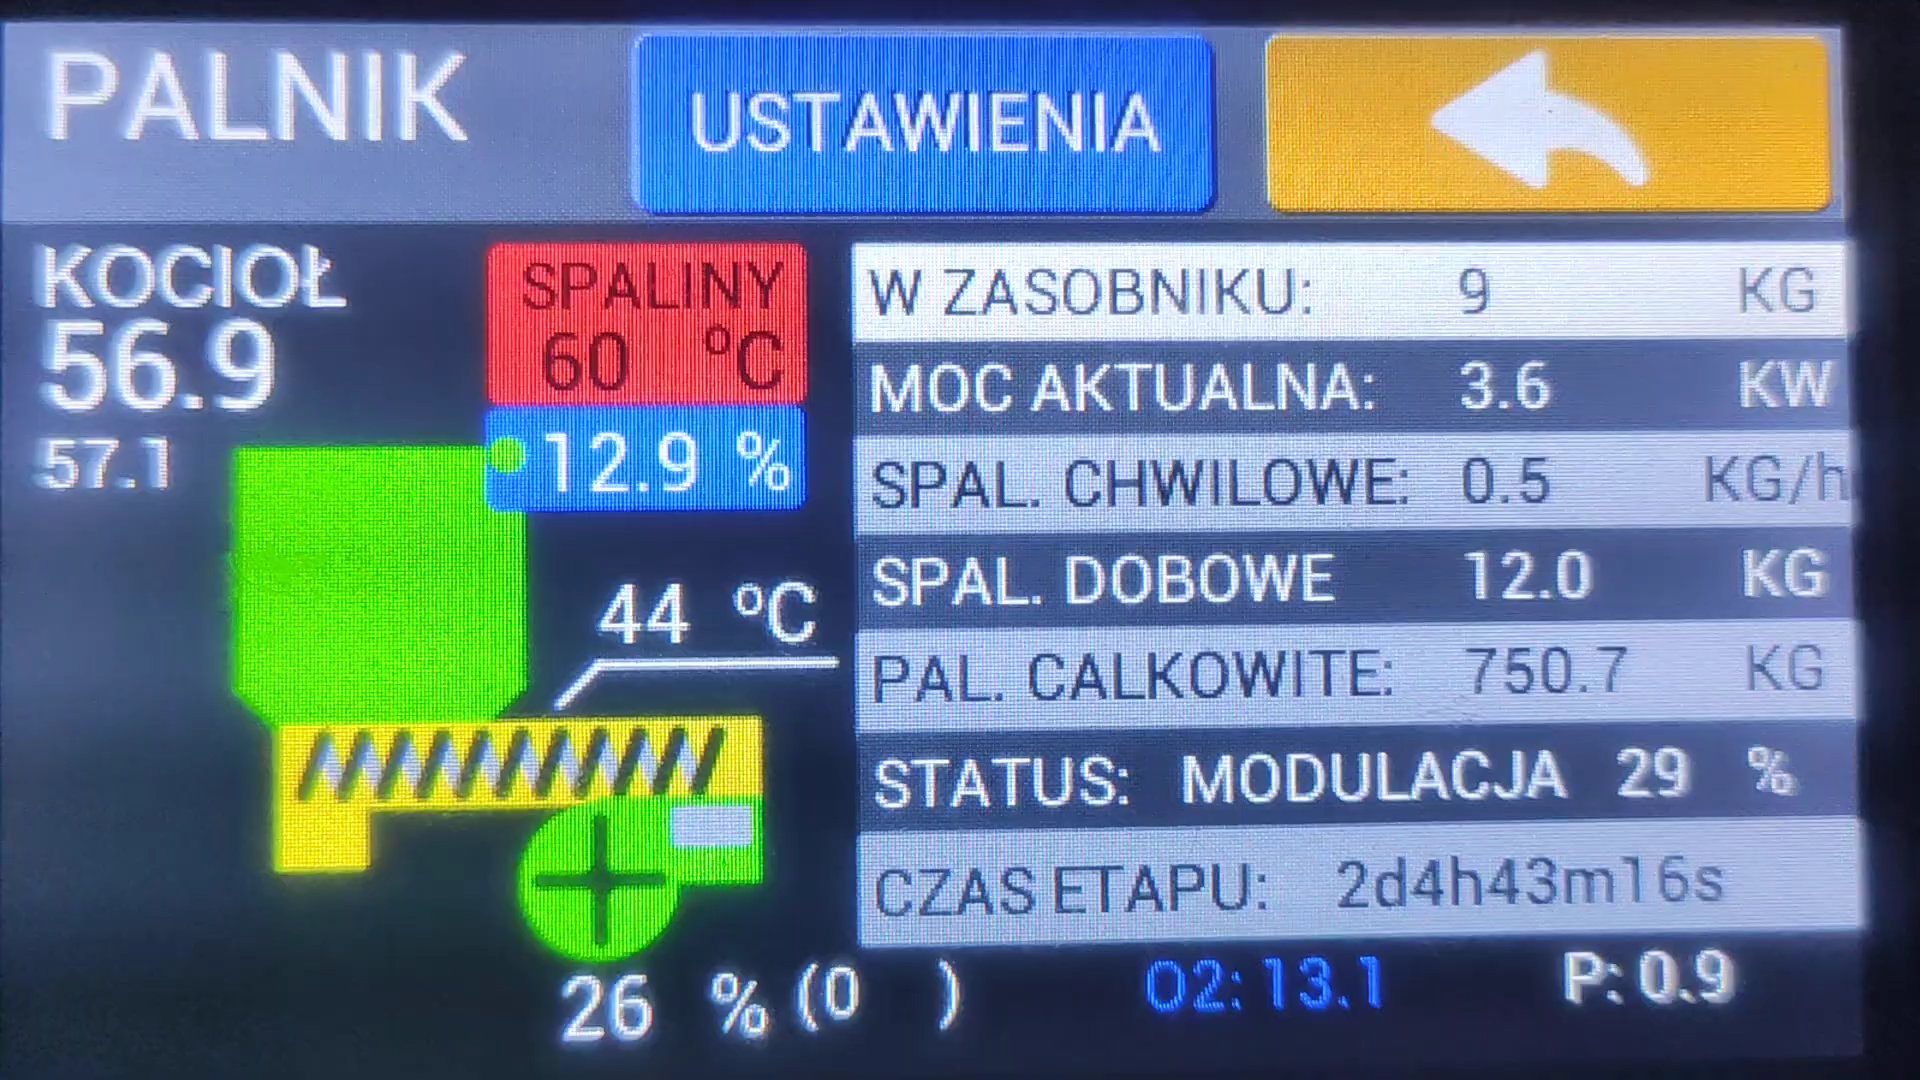 PALNIK
USTAWIENIA
KOCIOŁ
56.9
57.1
SPALINY
60 °C
12.9 %
44 °C
26 % (0 )
W ZASOBNIKU: 9 KG
MOC AKTUALNA: 3.6 KW
SPAL. CHWILOWE: 0.5 KG/h
SPAL. DOBOWE 12.0 KG
PAL. CALKOWITE: 750.7 KG
STATUS: MODULACJA 29 %
CZAS ETAPU: 2d4h43m16s
O2: 13.1
P: 0.9